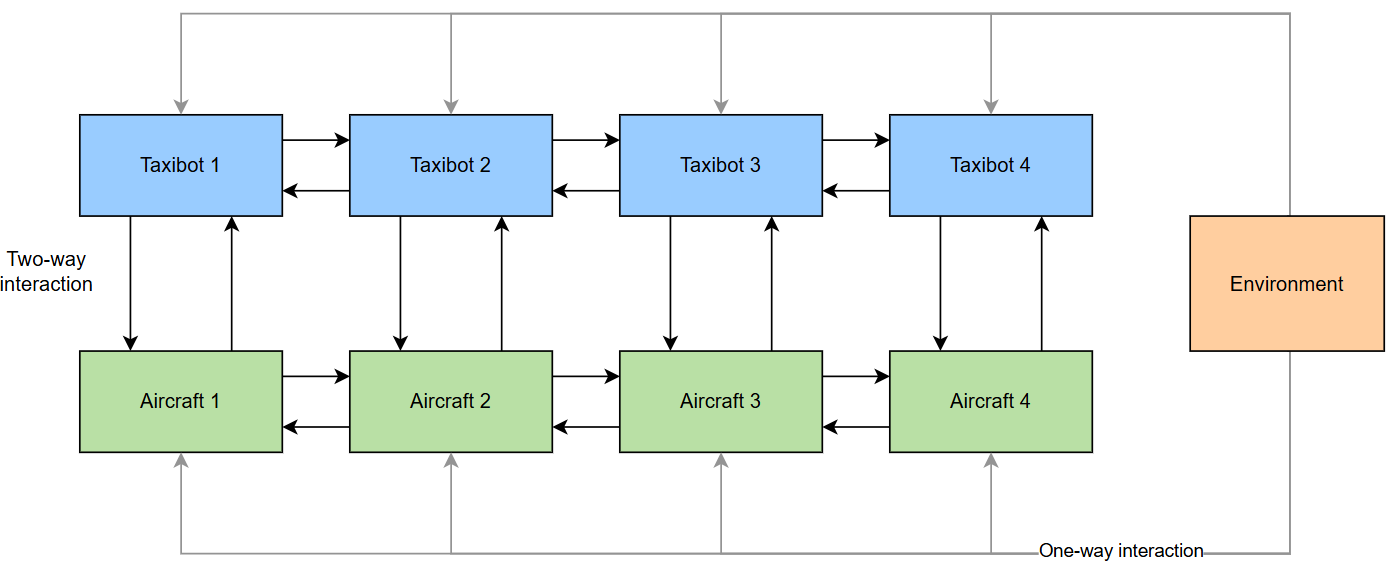 Taxibot 1
Taxibot 2
Taxibot 3
Taxibot 4
Two-way
interaction
Environment
Aircraft 1
Aircraft 2
Aircraft 3
Aircraft 4
One-way interaction